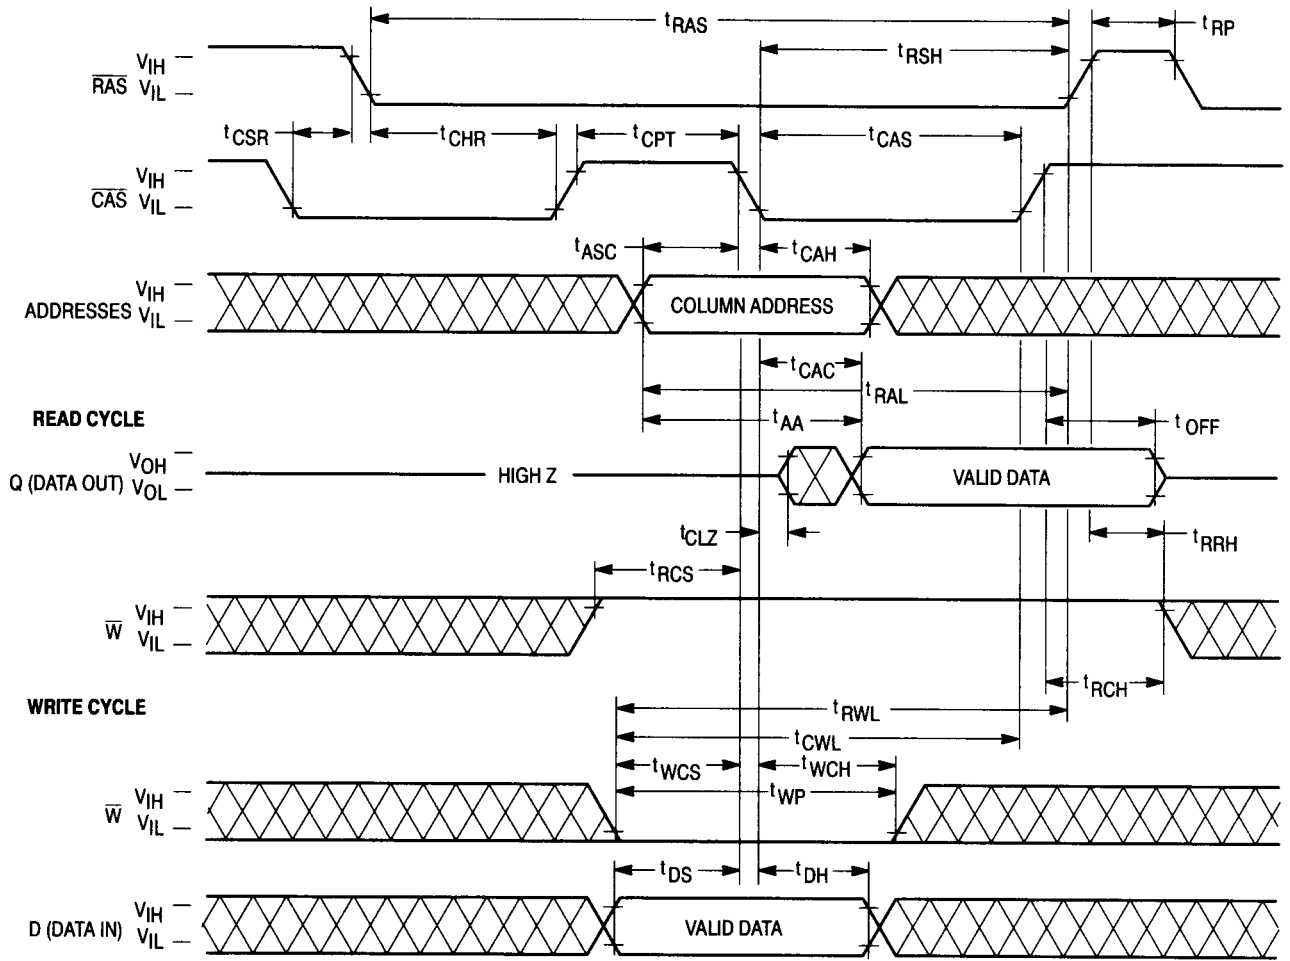 tRAS
tRP
tRSH
VIH
RAS VIL
tCSR
tCHR
tCPT
tCAS
VIH
CAS VIL
tASC
tCAH
VIH
ADDRESSES VIL
COLUMN ADDRESS
tCAC
tRAL
READ CYCLE
tAA
tOFF
VOH
Q (DATA OUT) VOL
HIGH Z
VALID DATA
tCLZ
tRRH
tRCS
VIH
W VIL
tRCH
WRITE CYCLE
tRWL
tCWL
tWCS
tWCH
tWP
VIH
W VIL
tDS
tDH
VIH
D (DATA IN) VIL
VALID DATA